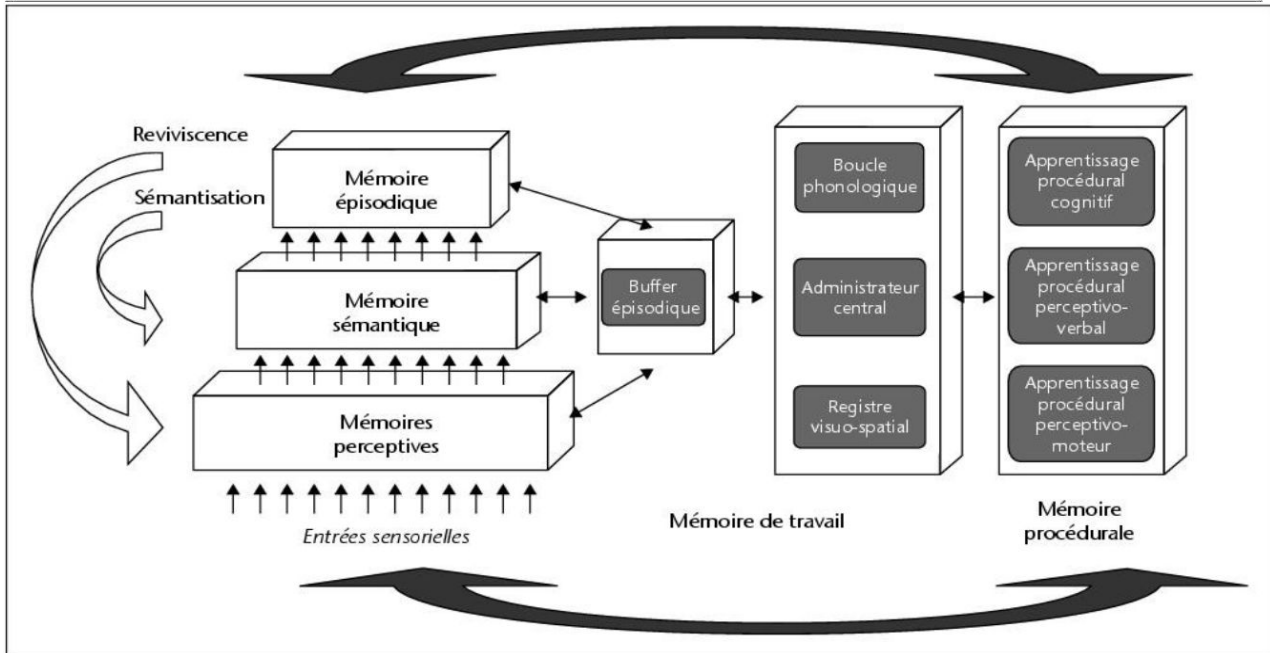 Reviviscence
Sémantisation
Mémoire
épisodique
Mémoire
sémantique
Mémoires
perceptives
Entrées sensorielles
Buffer
épisodique
Boucle
phonologique
Administrateur
central
Registre
visuo-spatial
Mémoire de travail
Apprentissage
procédural
cognitif
Apprentissage
procédural
perceptivo-
verbal
Apprentissage
procédural
perceptivo-
moteur
Mémoire
procédurale